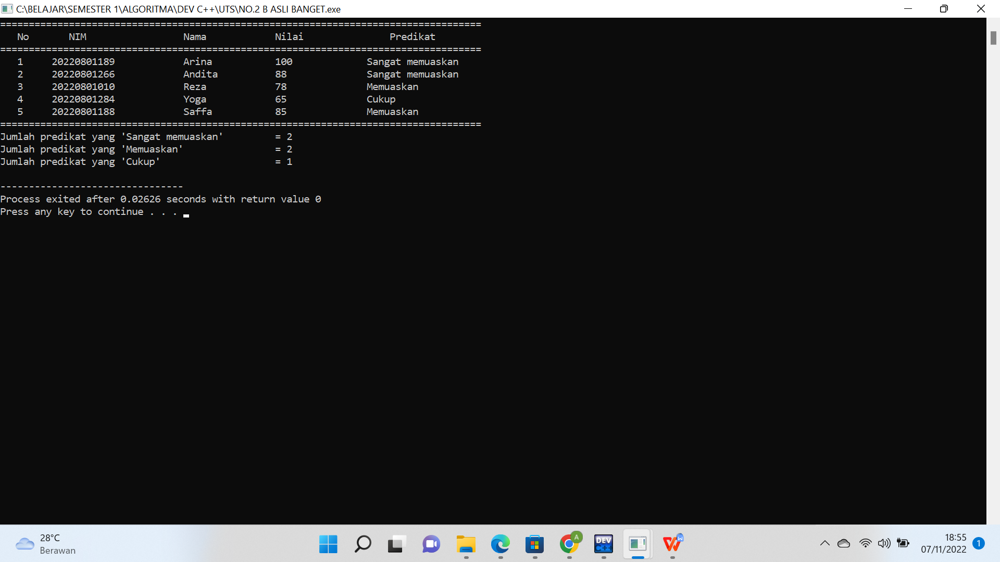 C:\BELAJAR\SEMESTER 1\ALGORITMA\DEV C++\UTS\NO.2 B ASLI BANGET.exe
====================================================================================
No NIM Nama Nilai Predikat
====================================================================================
1 20220801189 Arina 100 Sangat memuaskan
2 20220801266 Andita 88 Sangat memuaskan
3 20220801010 Reza 78 Memuaskan
4 20220801284 Yoga 65 Cukup
5 20220801188 Saffa 85 Memuaskan
====================================================================================
Jumlah predikat yang 'Sangat memuaskan' = 2
Jumlah predikat yang 'Memuaskan' = 2
Jumlah predikat yang 'Cukup' = 1
--------------------------------
Process exited after 0.02626 seconds with return value 0
Press any key to continue . . .
28°C
Berawan
A
DEV
C++
W
18:55
07/11/2022
1